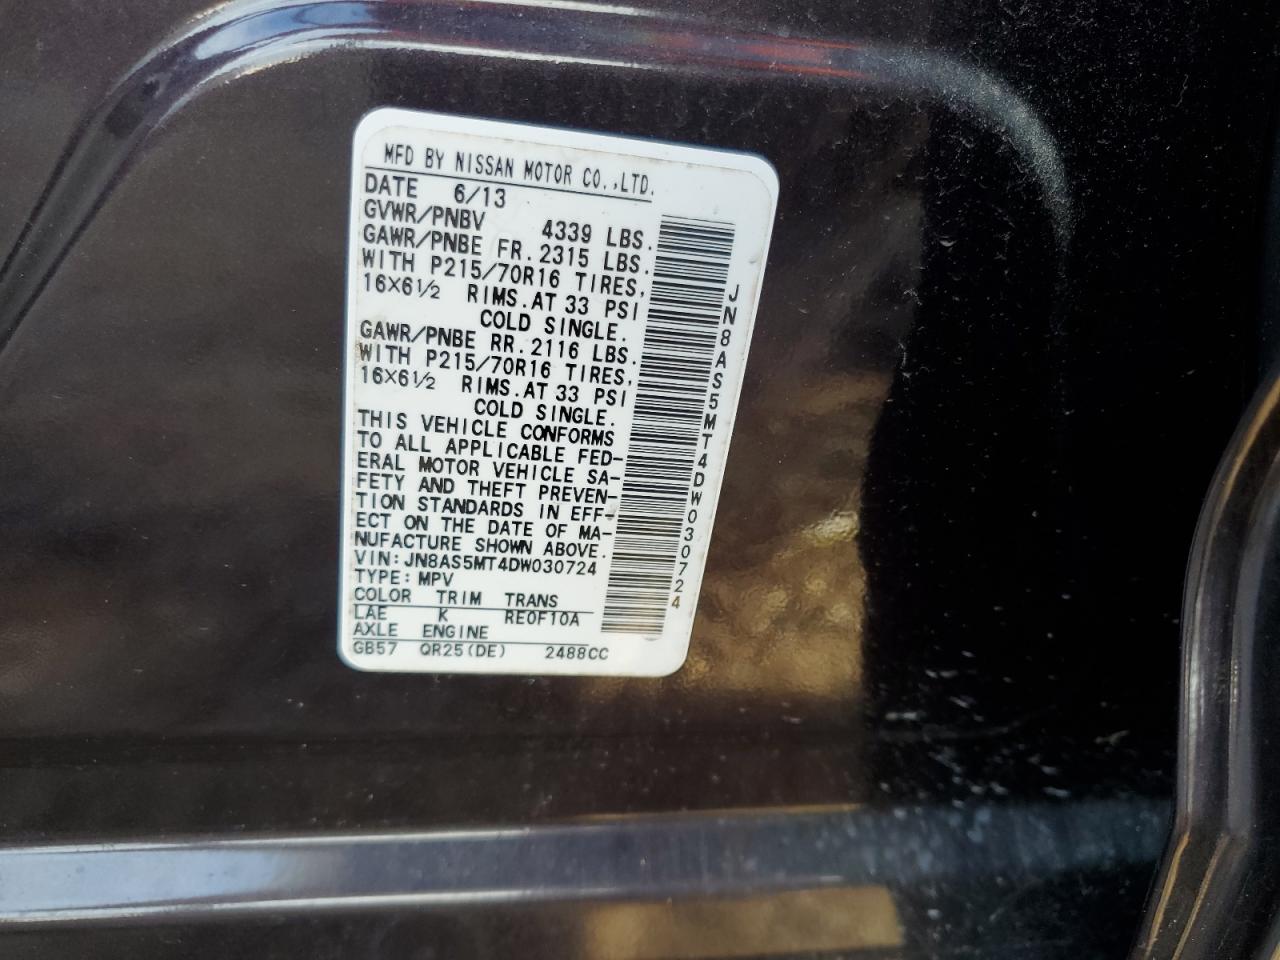 MFD BY NISSAN MOTOR CO.,LTD.
DATE 6/13
GVWR/PNBV 4339 LBS.
GAWR/PNBE FR.2315 LBS.
WITH P215/70R16 TIRES,
16X6½ RIMS.AT 33 PSI
COLD SINGLE.
GAWR/PNBE RR.2116 LBS.
WITH P215/70R16 TIRES,
16X6½ RIMS.AT 33 PSI
COLD SINGLE.
THIS VEHICLE CONFORMS
TO ALL APPLICABLE FED-
ERAL MOTOR VEHICLE SA-
FETY AND THEFT PREVEN-
TION STANDARDS IN EFF-
ECT ON THE DATE OF MA-
NUFACTURE SHOWN ABOVE.
VIN:JN8AS5MT4DW030724
TYPE:MPV
COLOR TRIM TRANS
LAE K RE0F10A
AXLE ENGINE
GB57 QR25(DE) 2488CC
JN8AS5MT4DW030724